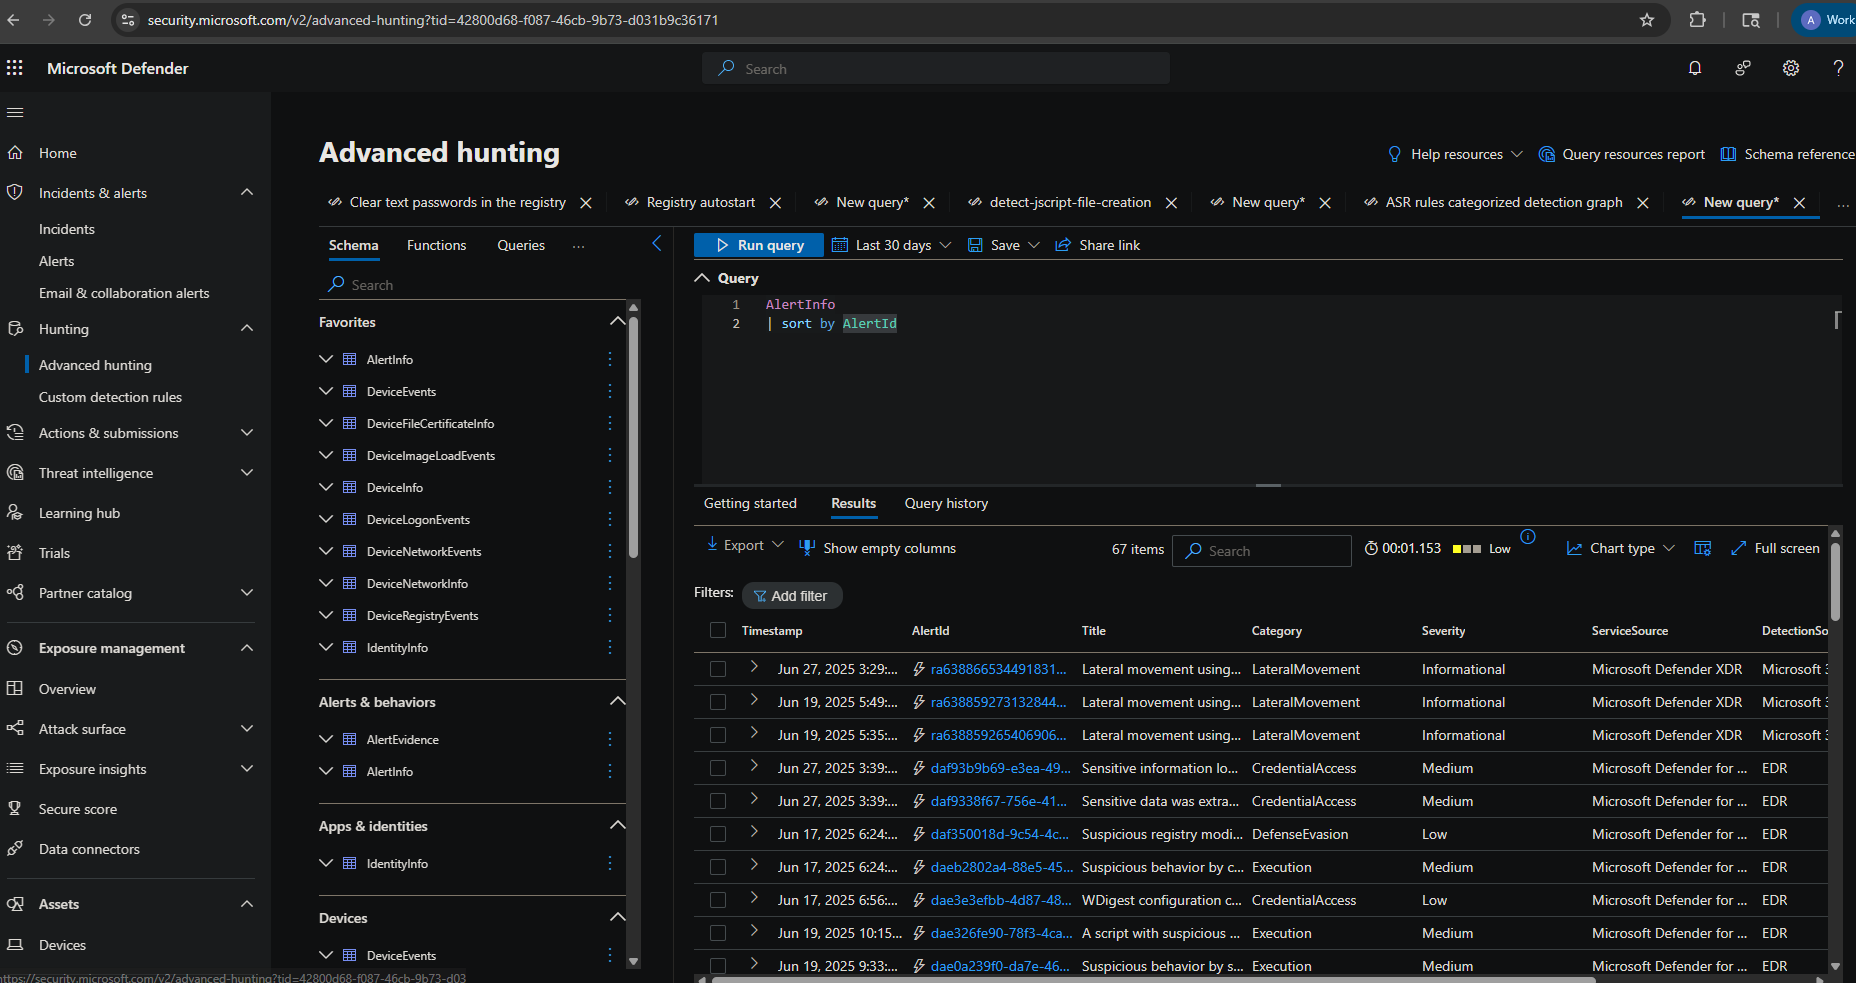 security.microsoft.com/v2/advanced-hunting?tid=42800d68-f087-46cb-9b73-d031b9c36171
A Work
Microsoft Defender
Search
?
Home
Incidents & alerts
Incidents
Alerts
Email & collaboration alerts
Hunting
Advanced hunting
Custom detection rules
Actions & submissions
Threat intelligence
Learning hub
Trials
Partner catalog
Exposure management
Overview
Attack surface
Exposure insights
Secure score
Data connectors
Assets
Devices
https://security.microsoft.com/v2/advanced-hunting?tid=42800d68-f087-46cb-9b73-d03
Advanced hunting
Help resources
Query resources report
Schema reference
Clear text passwords in the registry
Registry autostart
New query*
detect-jscript-file-creation
New query*
ASR rules categorized detection graph
New query*
...
Schema Functions Queries ...
Search
Favorites
AlertInfo
DeviceEvents
DeviceFileCertificateInfo
DeviceImageLoadEvents
DeviceInfo
DeviceLogonEvents
DeviceNetworkEvents
DeviceNetworkInfo
DeviceRegistryEvents
IdentityInfo
Alerts & behaviors
AlertEvidence
AlertInfo
Apps & identities
IdentityInfo
Devices
DeviceEvents
Run query Last 30 days Save Share link
Query
1 AlertInfo
2 | sort by AlertId
Getting started Results Query history
Export Show empty columns 67 items Search 00:01.153 Low Chart type Full screen
Filters: Add filter
Timestamp AlertId Title Category Severity ServiceSource DetectionSo
Jun 27, 2025 3:29:... ra638866534491831... Lateral movement using... LateralMovement Informational Microsoft Defender XDR Microsoft 3
Jun 19, 2025 5:49:... ra638859273132844... Lateral movement using... LateralMovement Informational Microsoft Defender XDR Microsoft 3
Jun 19, 2025 5:35:... ra638859265406906... Lateral movement using... LateralMovement Informational Microsoft Defender XDR Microsoft 3
Jun 27, 2025 3:39:... daf93b9b69-e3ea-49... Sensitive information lo... CredentialAccess Medium Microsoft Defender for ... EDR
Jun 27, 2025 3:39:... daf9338f67-756e-41... Sensitive data was extra... CredentialAccess Medium Microsoft Defender for ... EDR
Jun 17, 2025 6:24:... daf350018d-9c54-4c... Suspicious registry modi... DefenseEvasion Low Microsoft Defender for ... EDR
Jun 17, 2025 6:24:... daeb2802a4-88e5-45... Suspicious behavior by c... Execution Medium Microsoft Defender for ... EDR
Jun 17, 2025 6:56:... dae3e3efbb-4d87-48... WDigest configuration c... CredentialAccess Low Microsoft Defender for ... EDR
Jun 19, 2025 10:15... dae326fe90-78f3-4ca... A script with suspicious ... Execution Medium Microsoft Defender for ... EDR
Jun 19, 2025 9:33:... dae0a239f0-da7e-46... Suspicious behavior by s... Execution Medium Microsoft Defender for ... EDR